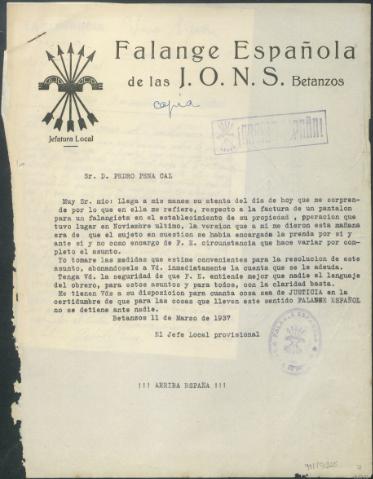 Falange Española
de las J. O. N. S. Betanzos
copia
Jefatura Local
Sr. D. PEDRO PENA CAL
Muy Sr. mio: Llega a mis manos su atenta del dia de hoy que me sorpren-
de por lo que en ella me refiere, respecto a la factura de un pantalon
para un falangista en el establecimiento de su propiedad , operacion que
tuvo lugar en Noviembre ultimo, la version que a mi me dieron esta mañana
era de que el sujeto en cuestion se habia encargado la prenda por si y
ante si y no como encargo de F. E. circunstancia que hace variar por com-
pleto el asunto.
Yo tomare las medidas que estime convenientes para la resolucion de este
asunto, abonandosele a Vd. inmediatamente la cuenta que se le adeuda.
Tenga Vd. la seguridad de que F. E. entiende mejor que nadie el lenguaje
del obrero, para estos asuntos y para todos, con la claridad basta.
Me tienen Vds a su disposicion para cuanta cosa sea de JUSTICIA en la
certidumbre de que para las cosas que lleven este sentido FALANGE ESPAÑOL
no se detiene ante nadie.
Betanzos 11 de Marzo de 1937
El Jefe Local provisional
!!! ARRIBA ESPAÑA !!!